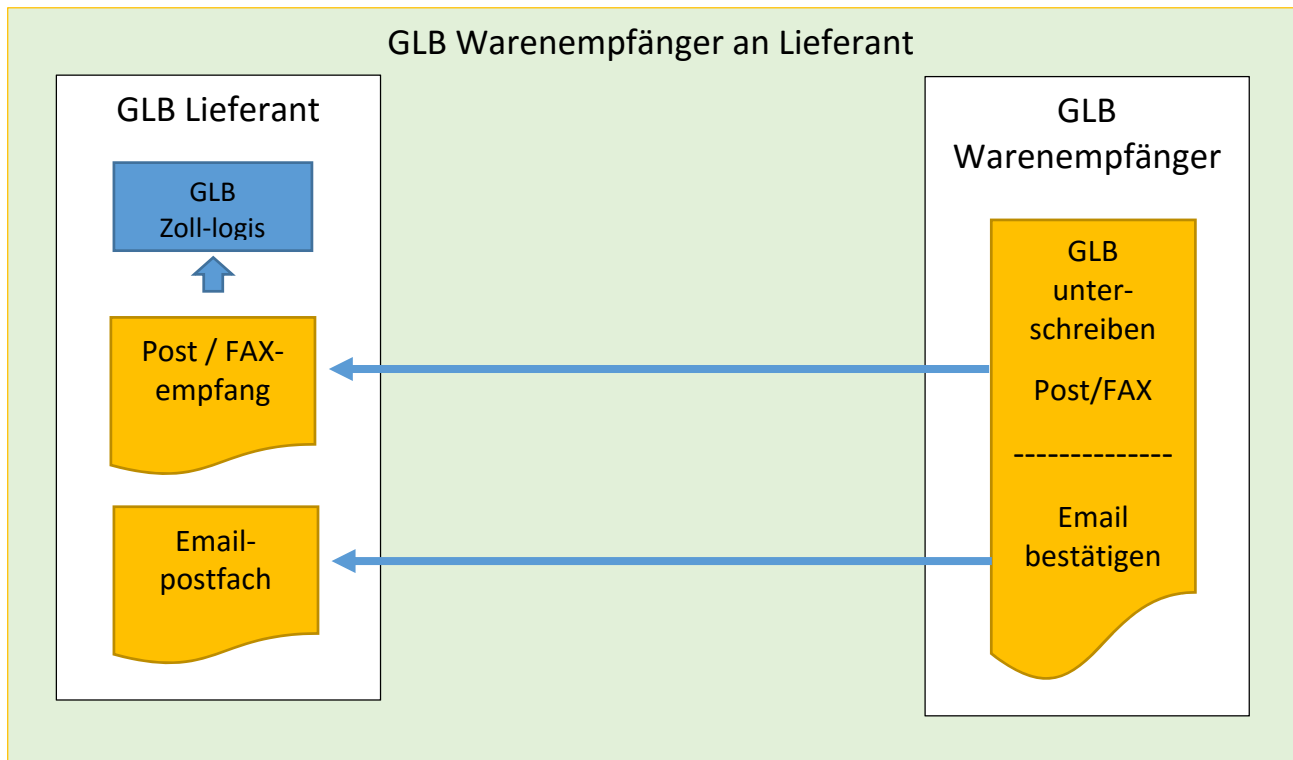 GLB Warenempfänger an Lieferant
GLB Lieferant
GLB
Zoll-logis
Post / FAX-
empfang
Email-
postfach
GLB
Warenempfänger
GLB
unter-
schreiben
Post/FAX
--------------
Email
bestätigen